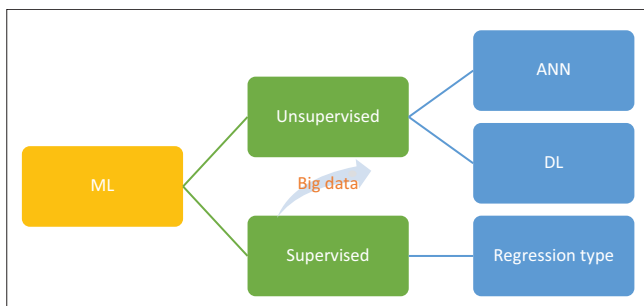 ANN
Unsupervised
DL
ML
Big data
Supervised
Regression type